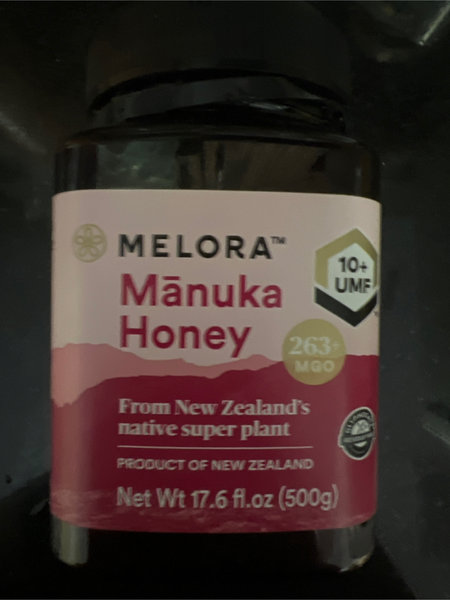 MELORA™
Mānuka
Honey
10+
UMF
263+
MGO
From New Zealand's
native super plant
PRODUCT OF NEW ZEALAND
Net Wt 17.6 fl.oz (500g)